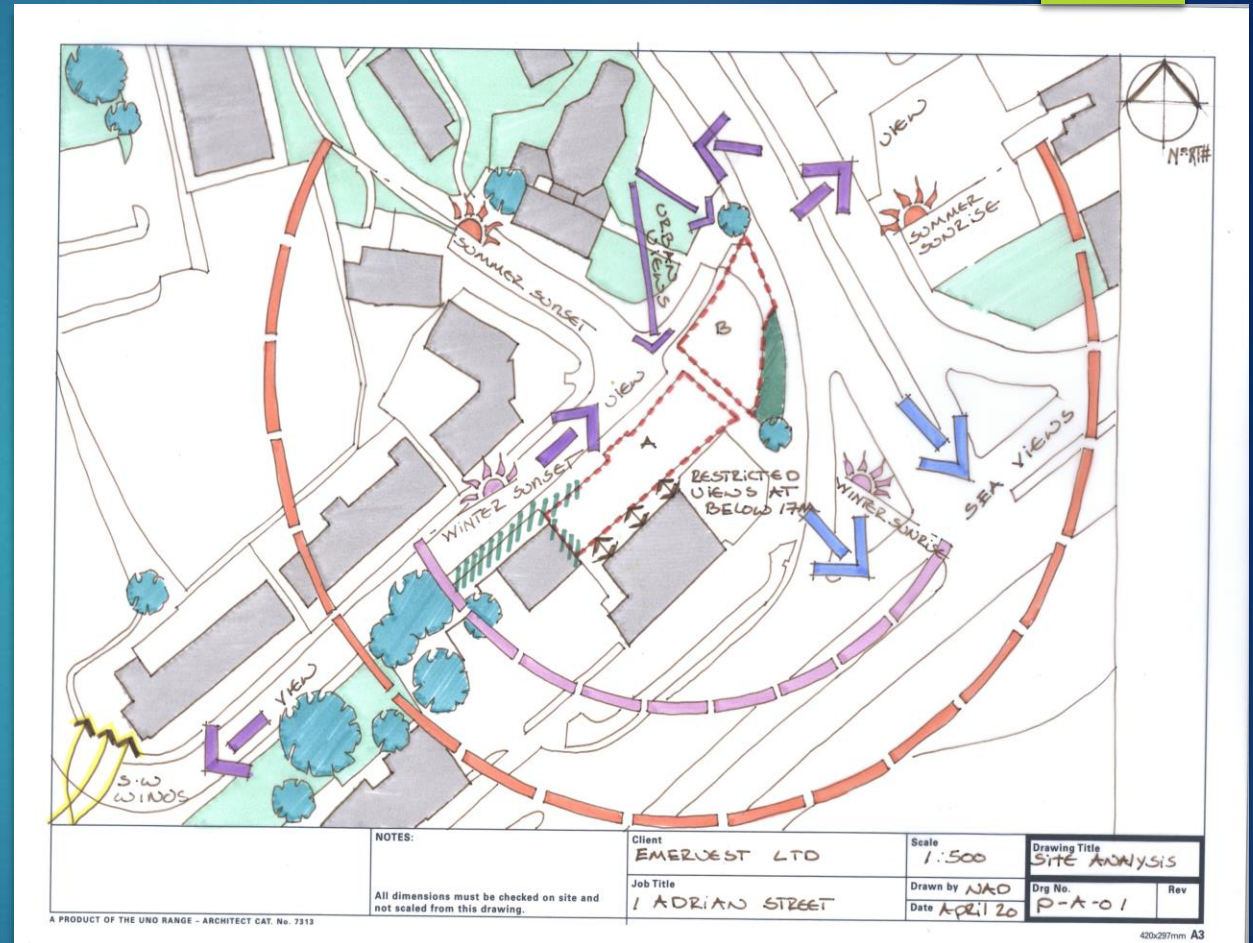 NORTH
VIEW
SUMMER
SUNRISE
SUMMER SUNSET
URBAN
VIEWS
B
VIEW
A
WINTER SUNSET
RESTRICTED
VIEWS AT
BELOW 17M
WINTER SUNRISE
SEA VIEWS
VIEW
S.W
WINDS
NOTES:
All dimensions must be checked on site and
not scaled from this drawing.
Client
EMERVEST LTD
Job Title
1 ADRIAN STREET
Scale
1:500
Drawn by NAD
Date April 20
Drawing Title
SITE ANALYSIS
Drg No.
P-A-01
Rev
A PRODUCT OF THE UNO RANGE – ARCHITECT CAT. No. 7313
420x297mm A3